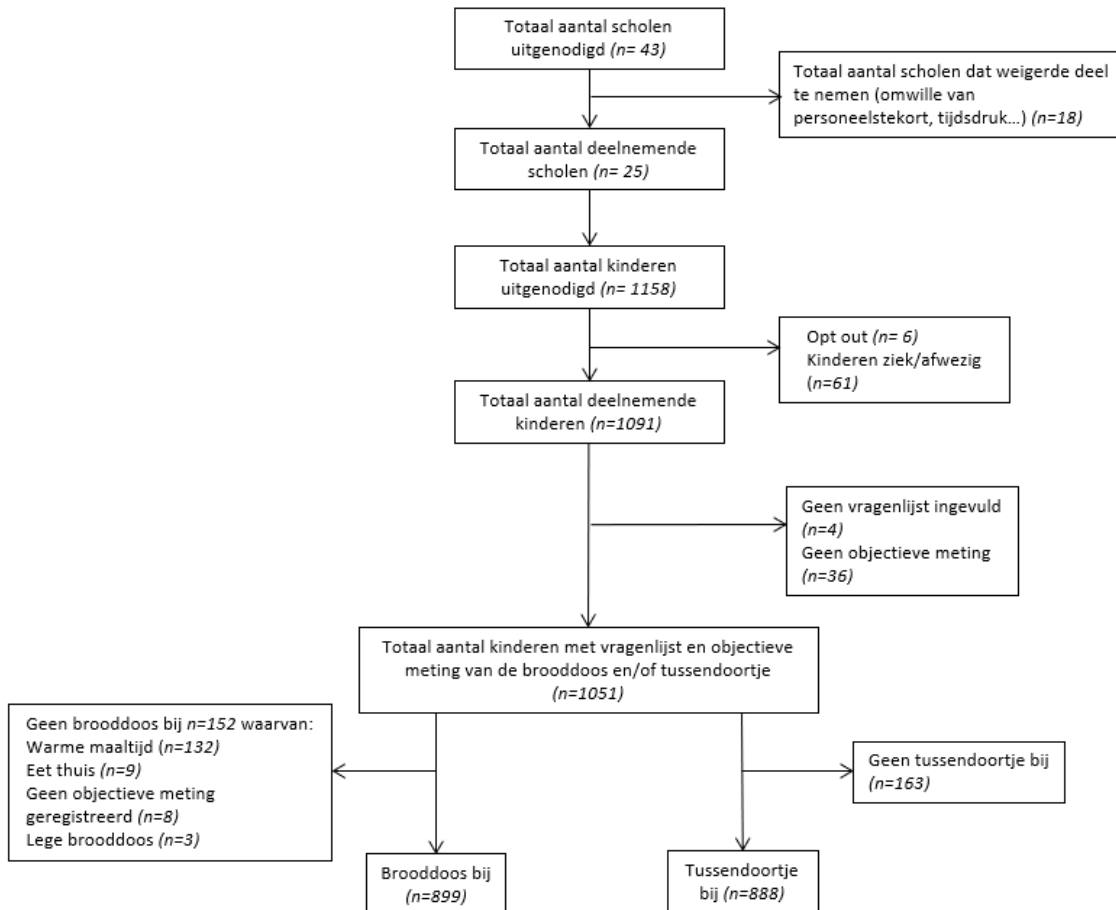 Totaal aantal scholen
uitgenodigd (n= 43)
Totaal aantal scholen dat weigerde deel
te nemen (omwille van
personeelstekort, tijdsdruk...) (n=18)
Totaal aantal deelnemende
scholen (n= 25)
Totaal aantal kinderen
uitgenodigd (n= 1158)
Opt out (n= 6)
Kinderen ziek/afwezig
(n=61)
Totaal aantal deelnemende
kinderen (n=1091)
Geen vragenlijst ingevuld
(n=4)
Geen objectieve meting
(n=36)
Totaal aantal kinderen met vragenlijst en objectieve
meting van de brooddoos en/of tussendoortje
(n=1051)
Geen brooddoos bij n=152 waarvan:
Warme maaltijd (n=132)
Eet thuis (n=9)
Geen objectieve meting
geregistreerd (n=8)
Lege brooddoos (n=3)
Geen tussendoortje bij
(n=163)
Brooddoos bij
(n=899)
Tussendoortje
bij (n=888)